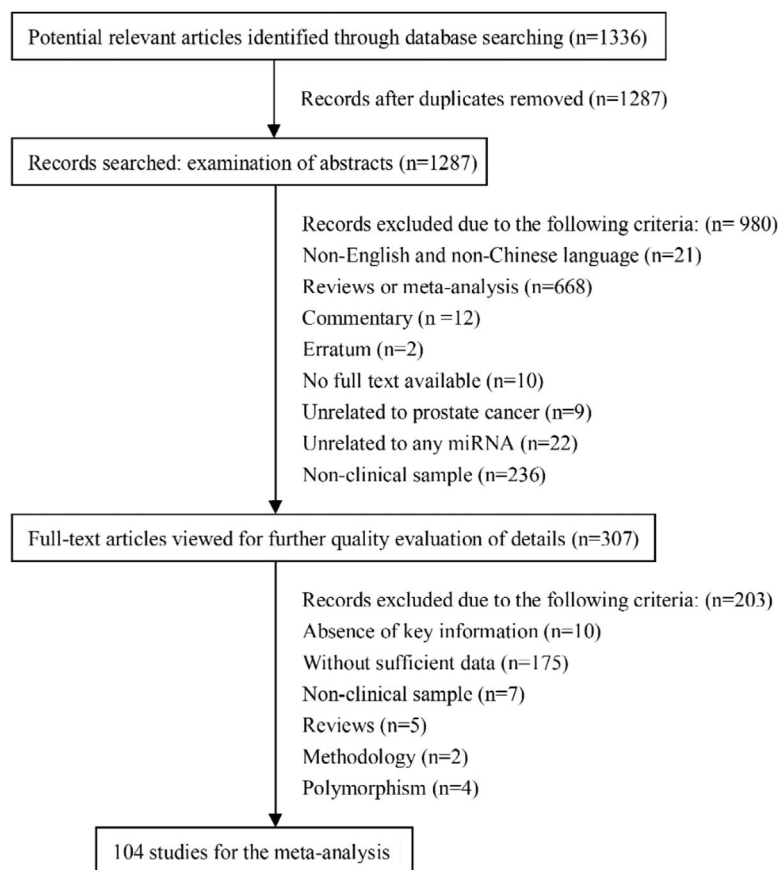 Potential relevant articles identified through database searching (n=1336)
Records after duplicates removed (n=1287)
Records searched: examination of abstracts (n=1287)
Records excluded due to the following criteria: (n= 980)
Non-English and non-Chinese language (n=21)
Reviews or meta-analysis (n=668)
Commentary (n =12)
Erratum (n=2)
No full text available (n=10)
Unrelated to prostate cancer (n=9)
Unrelated to any miRNA (n=22)
Non-clinical sample (n=236)
Full-text articles viewed for further quality evaluation of details (n=307)
Records excluded due to the following criteria: (n=203)
Absence of key information (n=10)
Without sufficient data (n=175)
Non-clinical sample (n=7)
Reviews (n=5)
Methodology (n=2)
Polymorphism (n=4)
104 studies for the meta-analysis